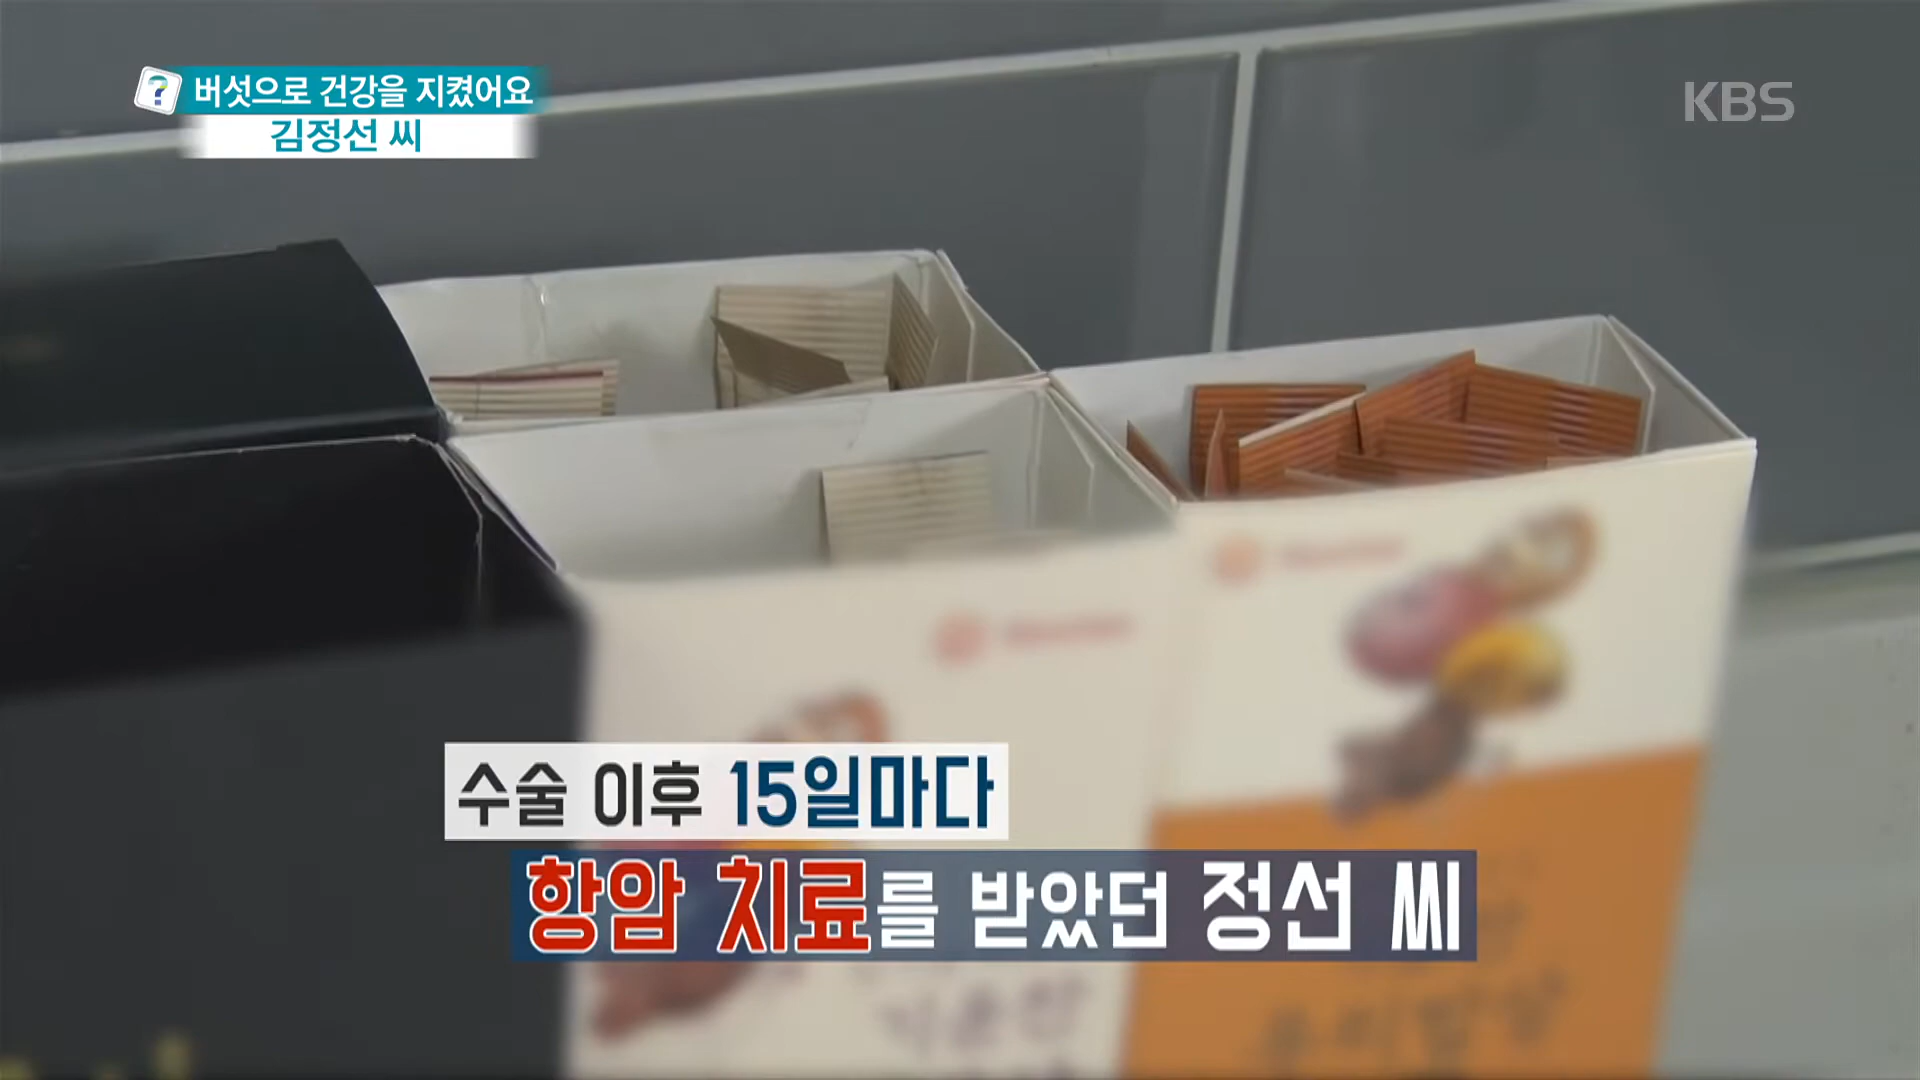 ? 버섯으로 건강을 지켰어요
김정선 씨
KBS
수술 이후 15일마다
항암 치료를 받았던 정선 씨